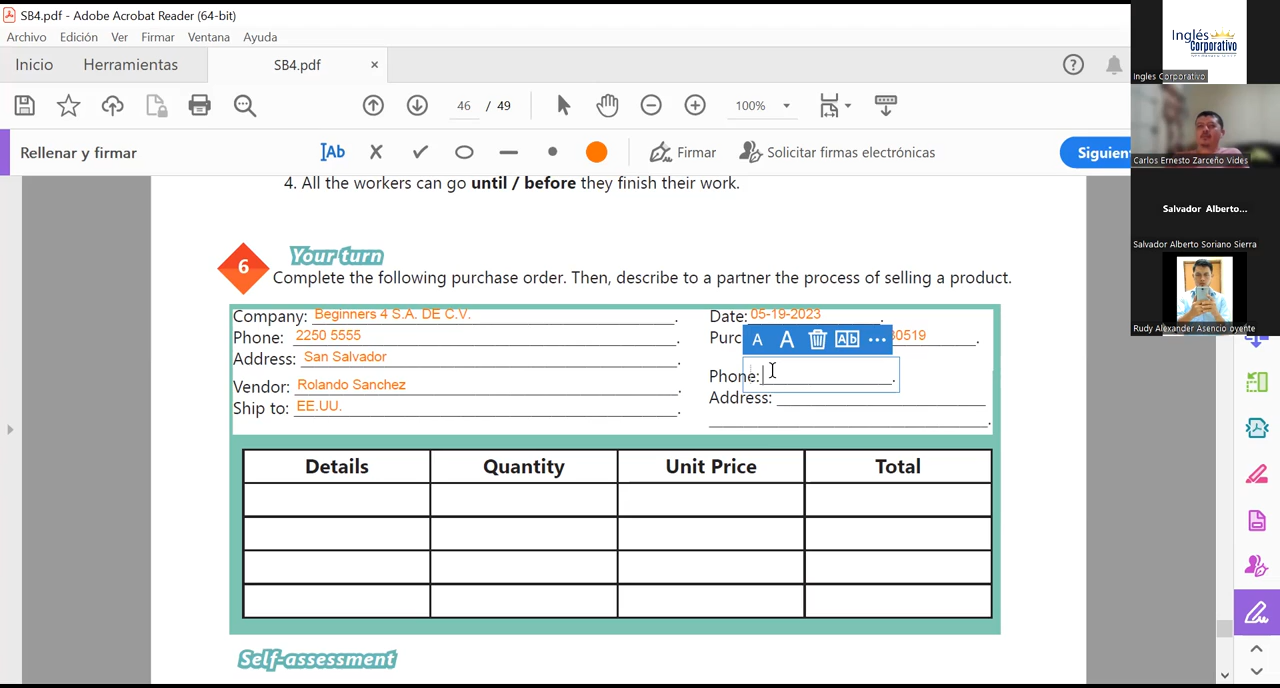 SB4.pdf - Adobe Acrobat Reader (64-bit)
Archivo Edición Ver Firmar Ventana Ayuda
Inicio Herramientas SB4.pdf ×
46 / 49 100%
Rellenar y firmar Ab Firmar Solicitar firmas electrónicas Siguien
Inglés
Corporativo
Ingles Corporativo
Carlos Ernesto Zarceño Vides
Salvador Alberto...
Salvador Alberto Soriano Sierra
Rudy Alexander Asencio oyente
4. All the workers can go until / before they finish their work.
6 Your turn
Complete the following purchase order. Then, describe to a partner the process of selling a product.
Company: Beginners 4 S.A. DE C.V. Date: 05-19-2023
Phone: 2250 5555 Purc 30519
Address: San Salvador
Vendor: Rolando Sanchez Phone:
Ship to: EE.UU. Address:
Details Quantity Unit Price Total
Self-assessment